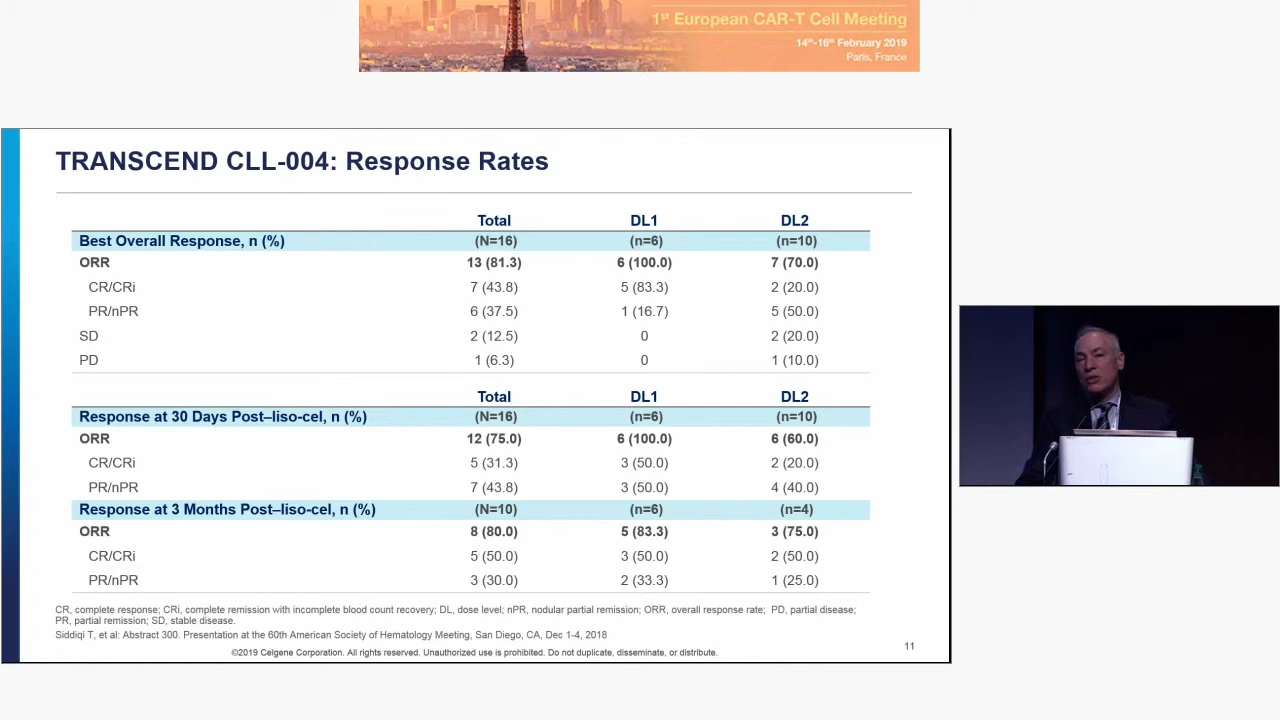 1st European CAR-T Cell Meeting
14th-16th February 2019
Paris, France
TRANSCEND CLL-004: Response Rates
Total DL1 DL2
Best Overall Response, n (%) (N=16) (n=6) (n=10)
ORR 13 (81.3) 6 (100.0) 7 (70.0)
CR/CRi 7 (43.8) 5 (83.3) 2 (20.0)
PR/nPR 6 (37.5) 1 (16.7) 5 (50.0)
SD 2 (12.5) 0 2 (20.0)
PD 1 (6.3) 0 1 (10.0)
Total DL1 DL2
Response at 30 Days Post–liso-cel, n (%) (N=16) (n=6) (n=10)
ORR 12 (75.0) 6 (100.0) 6 (60.0)
CR/CRi 5 (31.3) 3 (50.0) 2 (20.0)
PR/nPR 7 (43.8) 3 (50.0) 4 (40.0)
Response at 3 Months Post–liso-cel, n (%) (N=10) (n=6) (n=4)
ORR 8 (80.0) 5 (83.3) 3 (75.0)
CR/CRi 5 (50.0) 3 (50.0) 2 (50.0)
PR/nPR 3 (30.0) 2 (33.3) 1 (25.0)
CR, complete response; CRi, complete remission with incomplete blood count recovery; DL, dose level; nPR, nodular partial remission; ORR, overall response rate; PD, partial disease;
PR, partial remission; SD, stable disease.
Siddiqi T, et al: Abstract 300. Presentation at the 60th American Society of Hematology Meeting, San Diego, CA, Dec 1-4, 2018
©2019 Celgene Corporation. All rights reserved. Unauthorized use is prohibited. Do not duplicate, disseminate, or distribute.
11